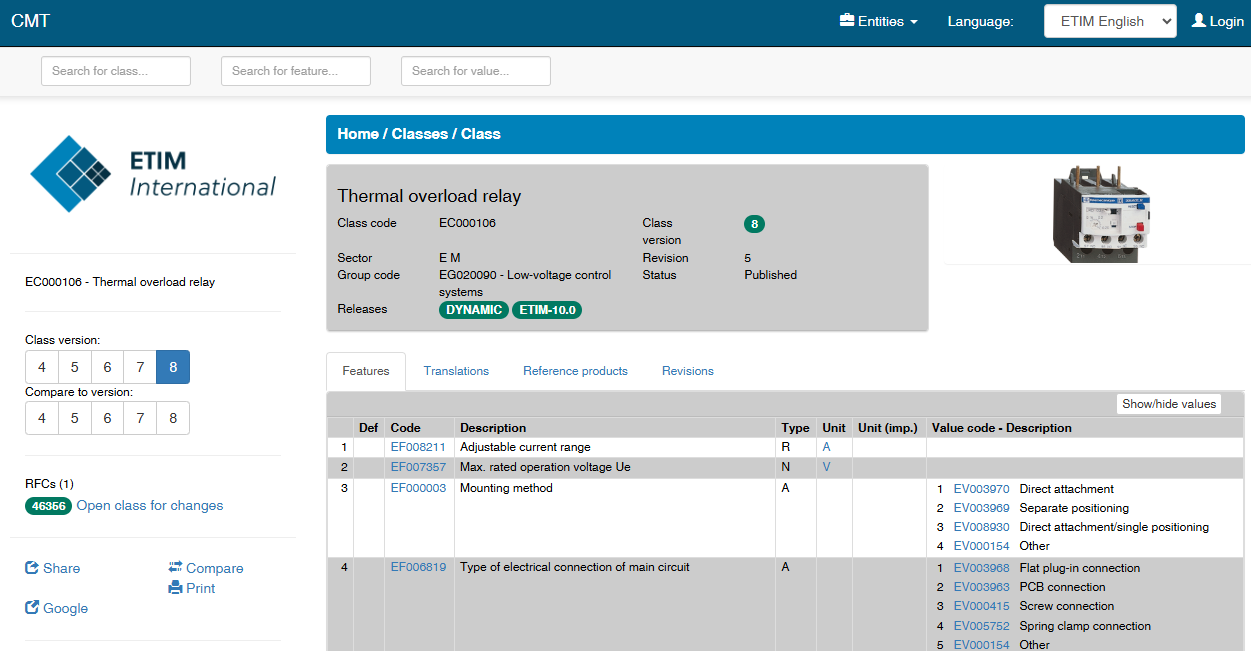 CMT
Entities
Language:
ETIM English
Login
Search for class...
Search for feature...
Search for value...
ETIM
International
EC000106 - Thermal overload relay
Class version:
4 5 6 7 8
Compare to version:
4 5 6 7 8
RFCs (1)
46356 Open class for changes
Share
Compare
Print
Google
Home / Classes / Class
Thermal overload relay
Class code EC000106 Class version 8
Sector E M Revision 5
Group code EG020090 - Low-voltage control systems Status Published
Releases DYNAMIC ETIM-10.0
Features Translations Reference products Revisions
Show/hide values
Def Code Description Type Unit Unit (imp.) Value code - Description
1 EF008211 Adjustable current range R A
2 EF007357 Max. rated operation voltage Ue N V
3 EF000003 Mounting method A
1 EV003970 Direct attachment
2 EV003969 Separate positioning
3 EV008930 Direct attachment/single positioning
4 EV000154 Other
4 EF006819 Type of electrical connection of main circuit A
1 EV003968 Flat plug-in connection
2 EV003963 PCB connection
3 EV000415 Screw connection
4 EV005752 Spring clamp connection
5 EV000154 Other